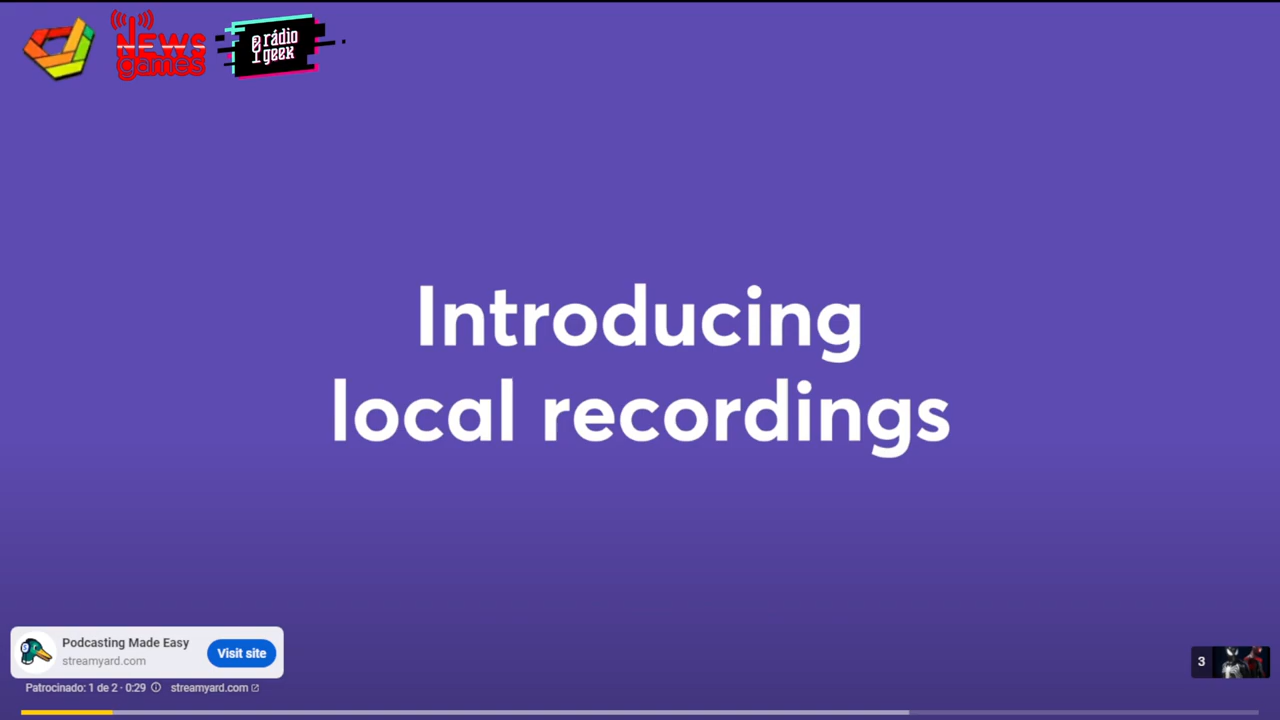 NEWS
games
rádio
geek
Introducing
local recordings
Podcasting Made Easy
streamyard.com
Visit site
3
Patrocinado: 1 de 2 · 0:29
streamyard.com